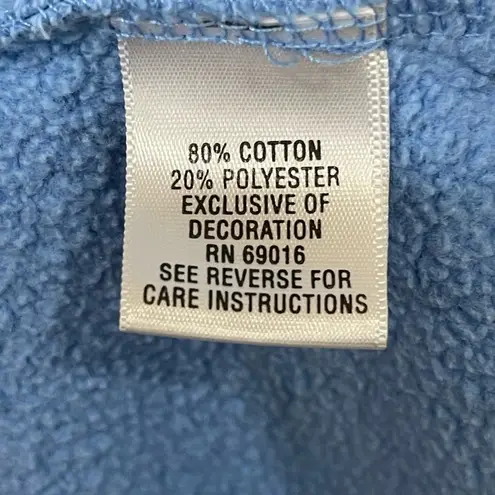 80% COTTON
20% POLYESTER
EXCLUSIVE OF
DECORATION
RN 69016
SEE REVERSE FOR
CARE INSTRUCTIONS